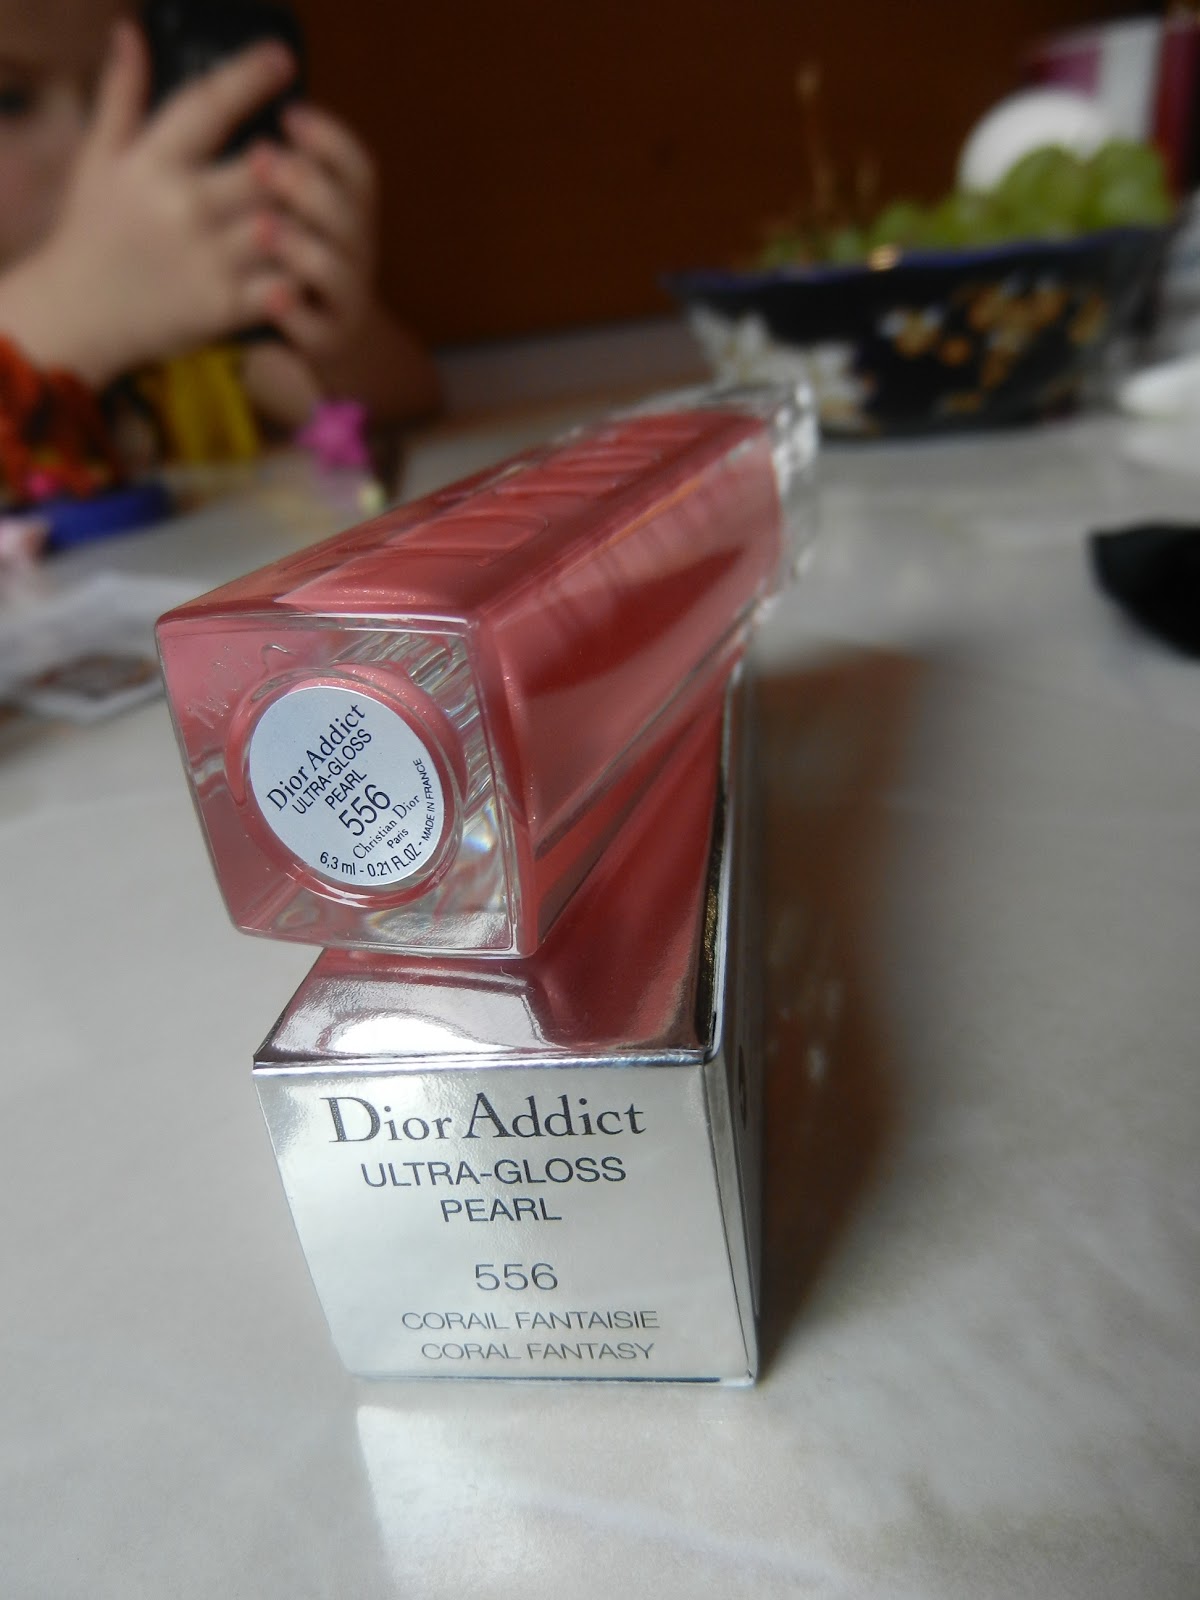 Dior Addict
ULTRA-GLOSS
PEARL
556
Christian Dior
Paris
6,3 ml - 0.21 FL.OZ - MADE IN FRANCE
Dior Addict
ULTRA-GLOSS
PEARL
556
CORAIL FANTAISIE
CORAL FANTASY